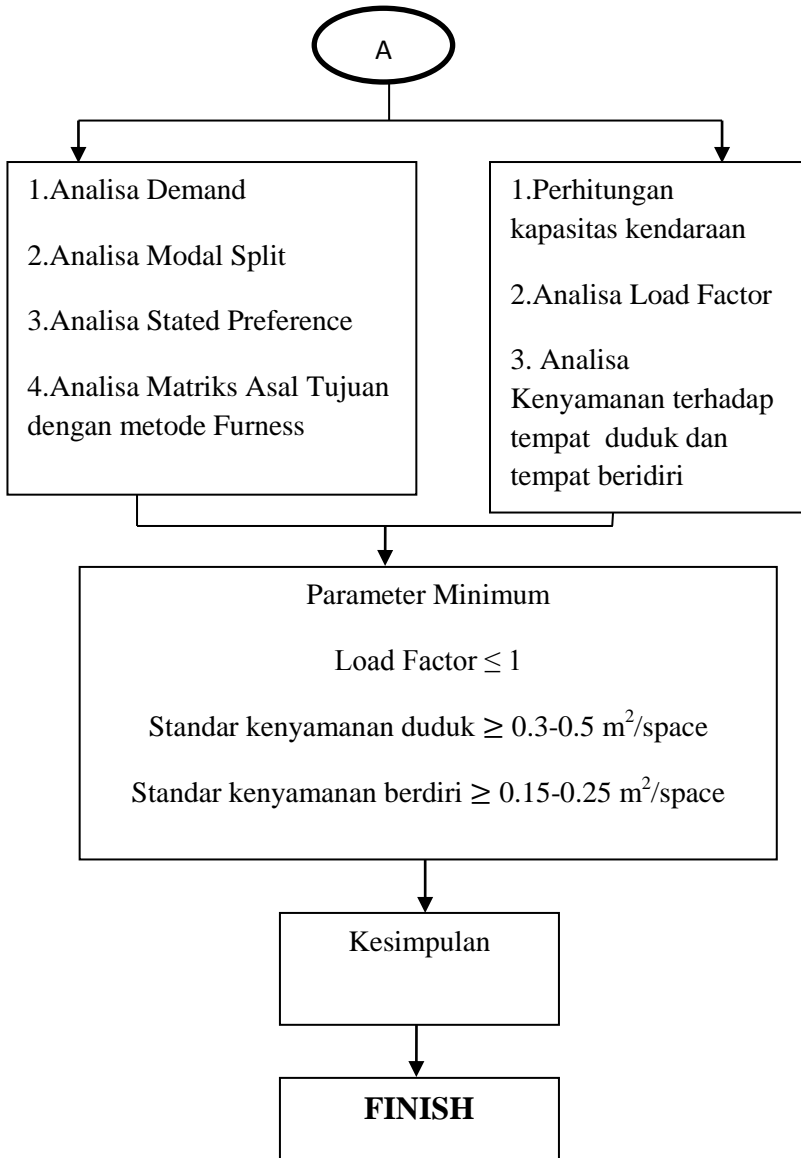 A
1.Analisa Demand
2.Analisa Modal Split
3.Analisa Stated Preference
4.Analisa Matriks Asal Tujuan
dengan metode Furness
1.Perhitungan
kapasitas kendaraan
2.Analisa Load Factor
3. Analisa
Kenyamanan terhadap
tempat duduk dan
tempat beridiri
Parameter Minimum
Load Factor ≤ 1
Standar kenyamanan duduk ≥ 0.3-0.5 m²/space
Standar kenyamanan berdiri ≥ 0.15-0.25 m²/space
Kesimpulan
FINISH